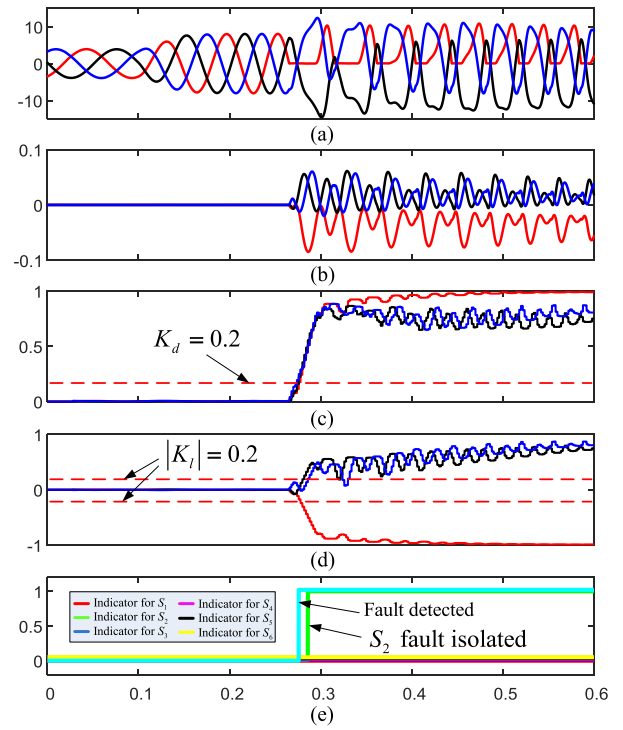 10
0
-10
(a)
0.1
0
-0.1
(b)
1
0.5
0
K_d = 0.2
(c)
1
0
-1
|K_l| = 0.2
(d)
1
0.5
0
Indicator for S_1
Indicator for S_2
Indicator for S_3
Indicator for S_4
Indicator for S_5
Indicator for S_6
Fault detected
S_2 fault isolated
0 0.1 0.2 0.3 0.4 0.5 0.6
(e)